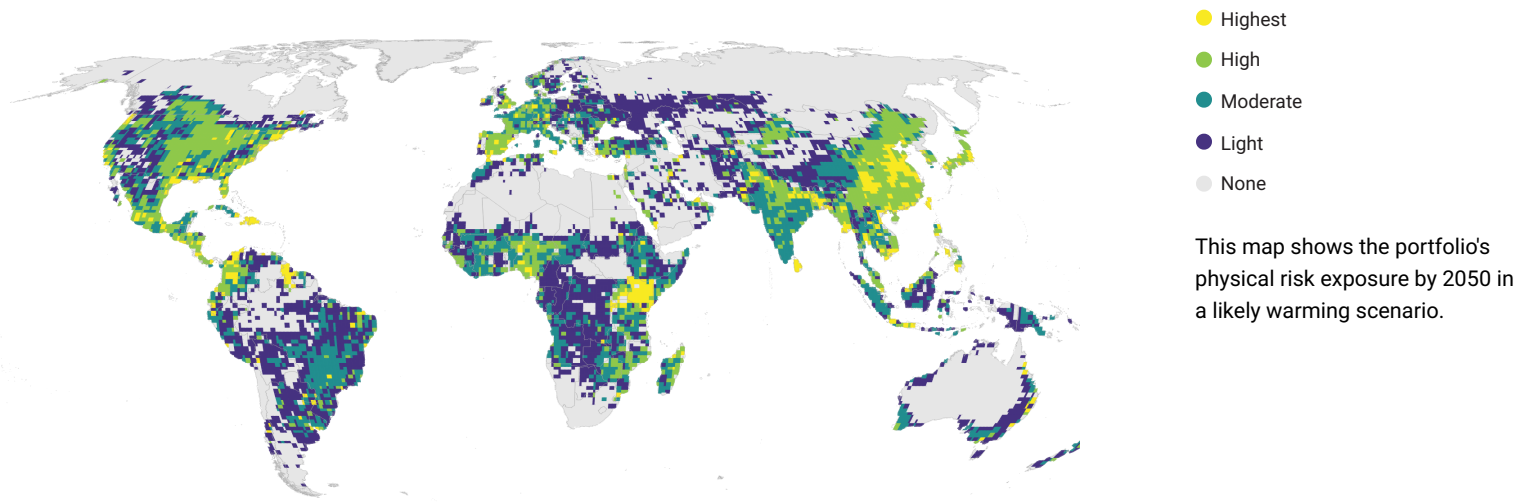 Highest
High
Moderate
Light
None
This map shows the portfolio's
physical risk exposure by 2050 in
a likely warming scenario.